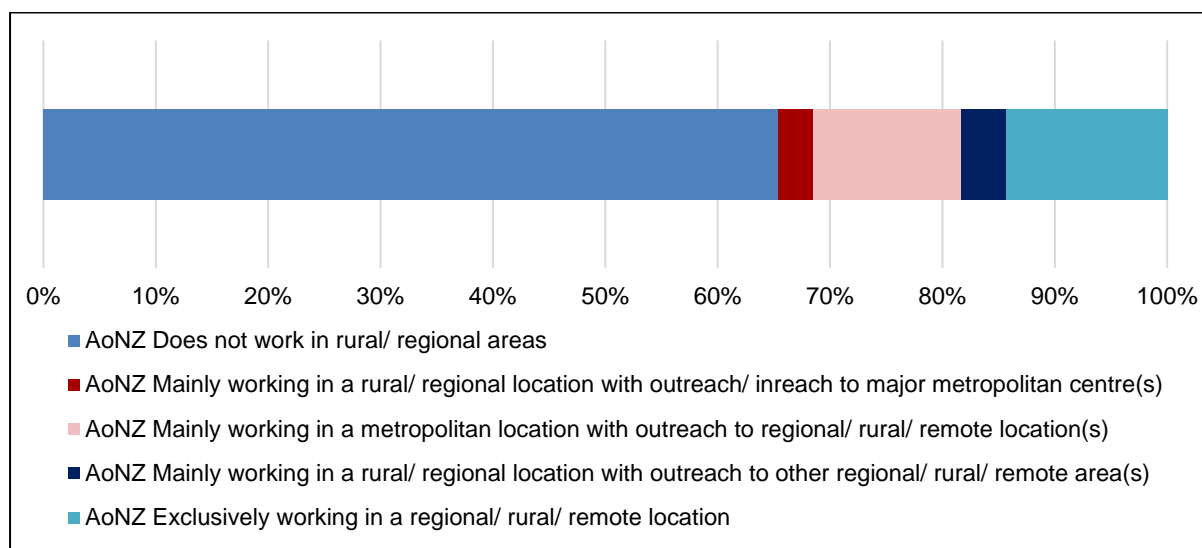 0% 10% 20% 30% 40% 50% 60% 70% 80% 90% 100%
AoNZ Does not work in rural/ regional areas
AoNZ Mainly working in a rural/ regional location with outreach/ inreach to major metropolitan centre(s)
AoNZ Mainly working in a metropolitan location with outreach to regional/ rural/ remote location(s)
AoNZ Mainly working in a rural/ regional location with outreach to other regional/ rural/ remote area(s)
AoNZ Exclusively working in a regional/ rural/ remote location